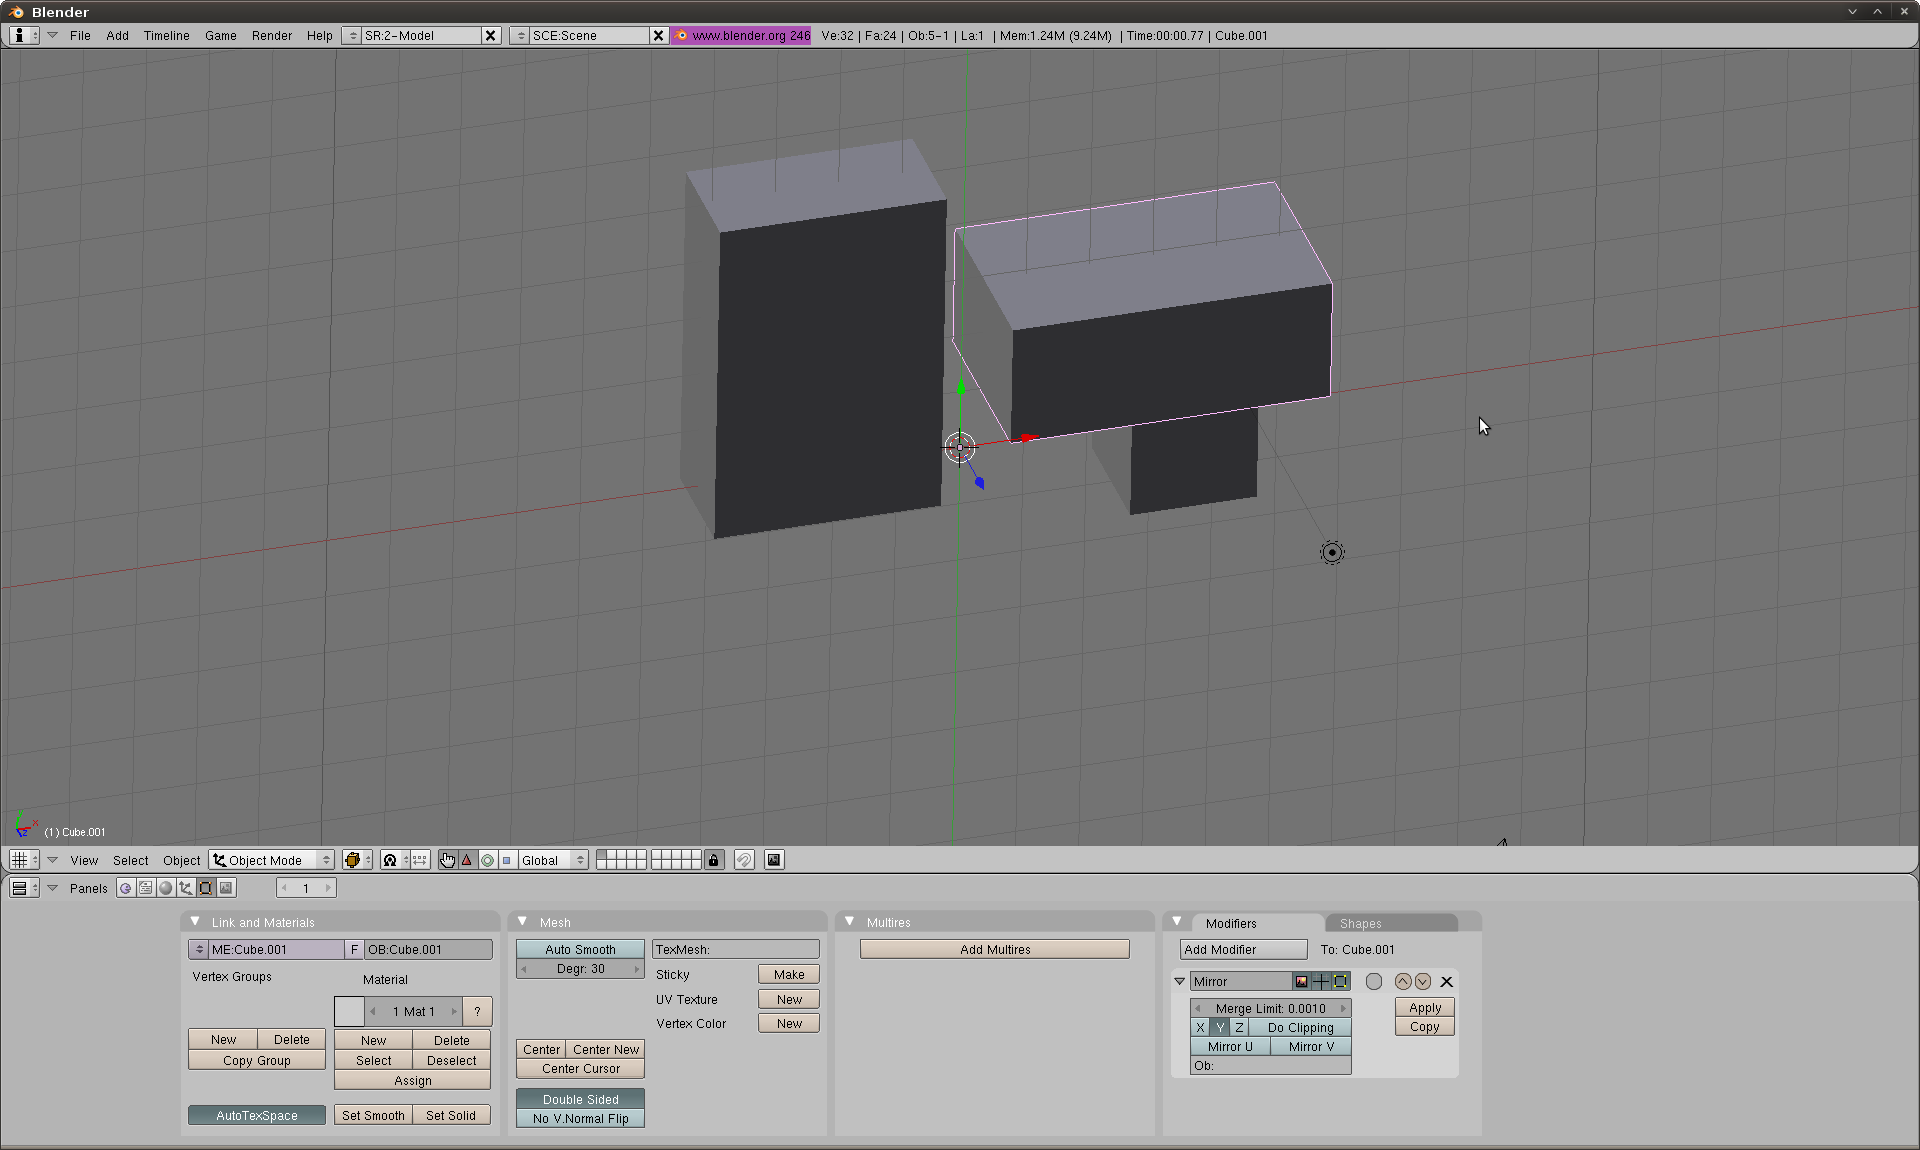 Blender
File Add Timeline Game Render Help SR:2-Model SCE:Scene www.blender.org 246 Ve:32 | Fa:24 | Ob:5-1 | La:1 | Mem:1.24M (9.24M) | Time:00:00.77 | Cube.001
X
Z
(1) Cube.001
View Select Object Object Mode Global
Panels 1
Link and Materials
ME:Cube.001 F OB:Cube.001
Vertex Groups Material
1 Mat 1 ?
New Delete New Delete
Copy Group Select Deselect
Assign
AutoTexSpace Set Smooth Set Solid
Mesh
Auto Smooth TexMesh:
Degr: 30 Sticky Make
UV Texture New
Vertex Color New
Center Center New
Center Cursor
Double Sided
No V.Normal Flip
Multires
Add Multires
Modifiers Shapes
Add Modifier To: Cube.001
Mirror
Merge Limit: 0.0010 Apply
X Y Z Do Clipping Copy
Mirror U Mirror V
Ob: